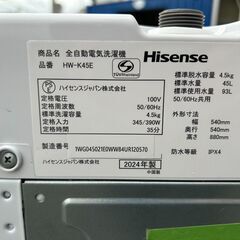 商品名 全自動電気洗濯機
品番 HW-K45E
ハイセンスジャパン株式会社
定格電圧 100V
定格周波数 50/60Hz
標準洗濯容量 4.5kg
定格消費電力 345/390W
定格時間 35分
製造番号 1WG045021E0WW84UR120570
ハイセンスジャパン株式会社
2024年製
中国製
Hisense
標準脱水容量 4.5kg
標準水量 45L
標準使用水量 93L
50/60Hz共用
外形寸法
幅 540mm
奥行 540mm
高さ 880mm
防水等級 IPX4